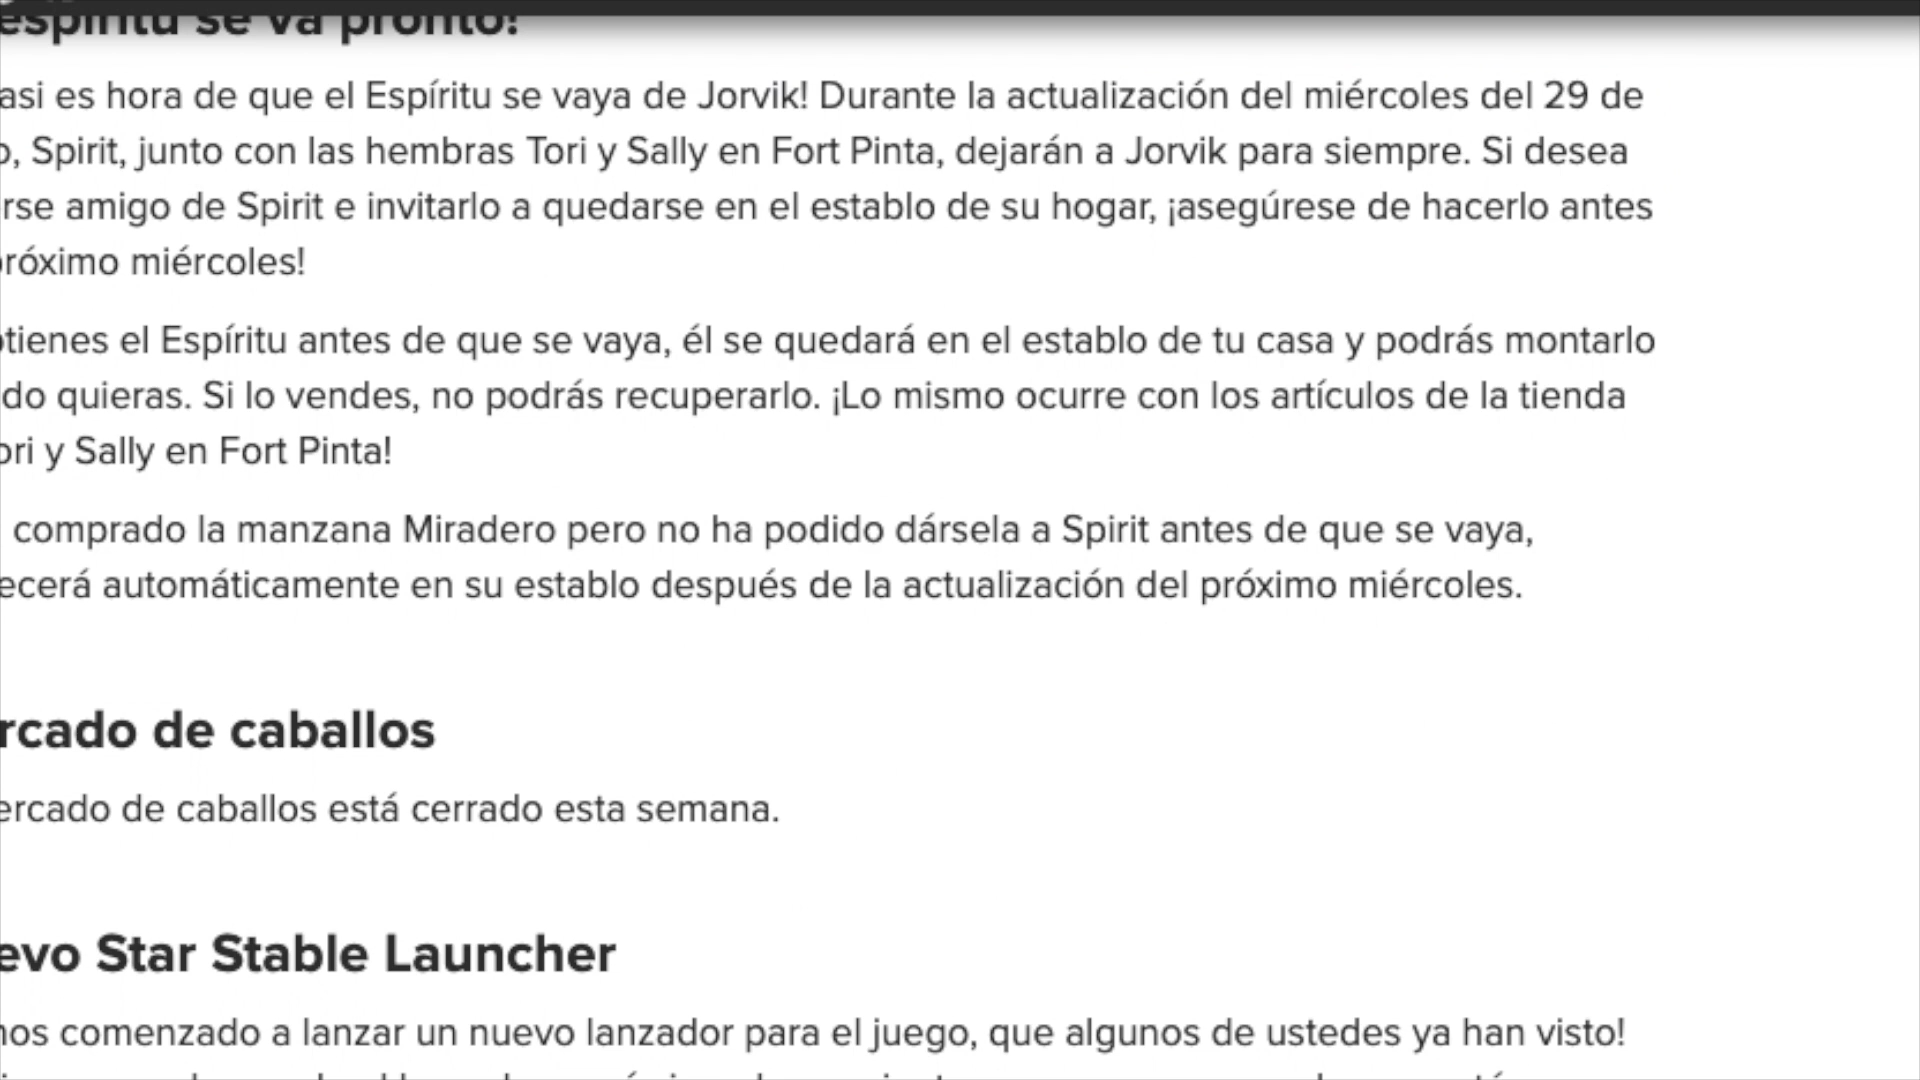 espíritu se va pronto!
asi es hora de que el Espíritu se vaya de Jorvik! Durante la actualización del miércoles del 29 de
o, Spirit, junto con las hembras Tori y Sally en Fort Pinta, dejarán a Jorvik para siempre. Si desea
rse amigo de Spirit e invitarlo a quedarse en el establo de su hogar, ¡asegúrese de hacerlo antes
próximo miércoles!
otienes el Espíritu antes de que se vaya, él se quedará en el establo de tu casa y podrás montarlo
do quieras. Si lo vendes, no podrás recuperarlo. ¡Lo mismo ocurre con los artículos de la tienda
ori y Sally en Fort Pinta!
comprado la manzana Miradero pero no ha podido dársela a Spirit antes de que se vaya,
ecerá automáticamente en su establo después de la actualización del próximo miércoles.
rcado de caballos
ercado de caballos está cerrado esta semana.
evo Star Stable Launcher
nos comenzado a lanzar un nuevo lanzador para el juego, que algunos de ustedes ya han visto!